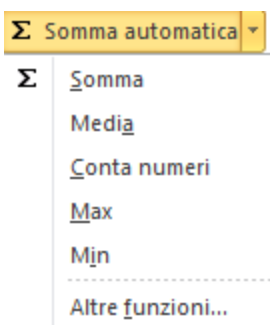 Σ Somma automatica
Σ Somma
Media
Conta numeri
Max
Min
Altre funzioni...